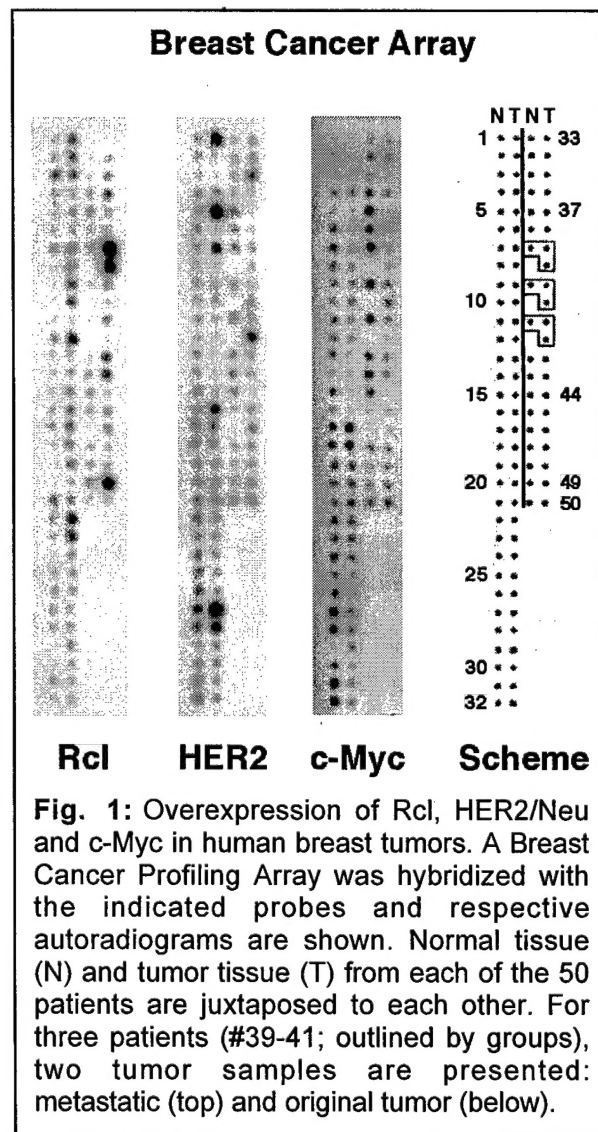 Breast Cancer Array
N T N T
1 33
5 37
10
15 44
20 49
50
25
30
32
Rcl HER2 c-Myc Scheme
Fig. 1: Overexpression of Rcl, HER2/Neu
and c-Myc in human breast tumors. A Breast
Cancer Profiling Array was hybridized with
the indicated probes and respective
autoradiograms are shown. Normal tissue
(N) and tumor tissue (T) from each of the 50
patients are juxtaposed to each other. For
three patients (#39-41; outlined by groups),
two tumor samples are presented:
metastatic (top) and original tumor (below).